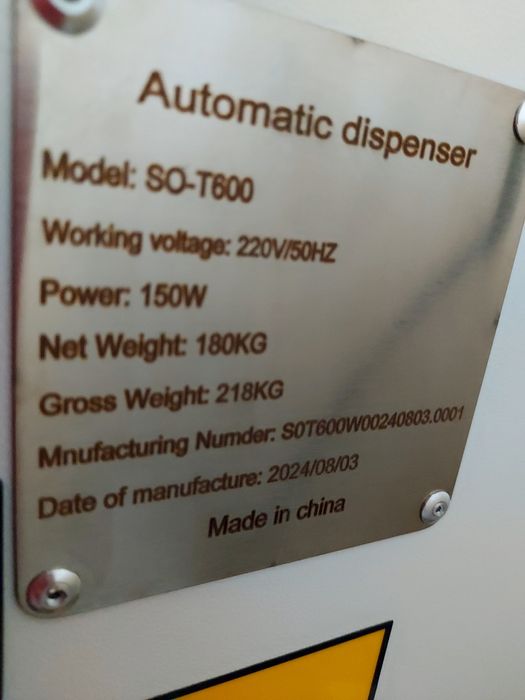 Automatic dispenser
Model: SO-T600
Working voltage: 220V/50HZ
Power: 150W
Net Weight: 180KG
Gross Weight: 218KG
Mnufacturing Numder: S0T600W00240803.0001
Date of manufacture: 2024/08/03
Made in china